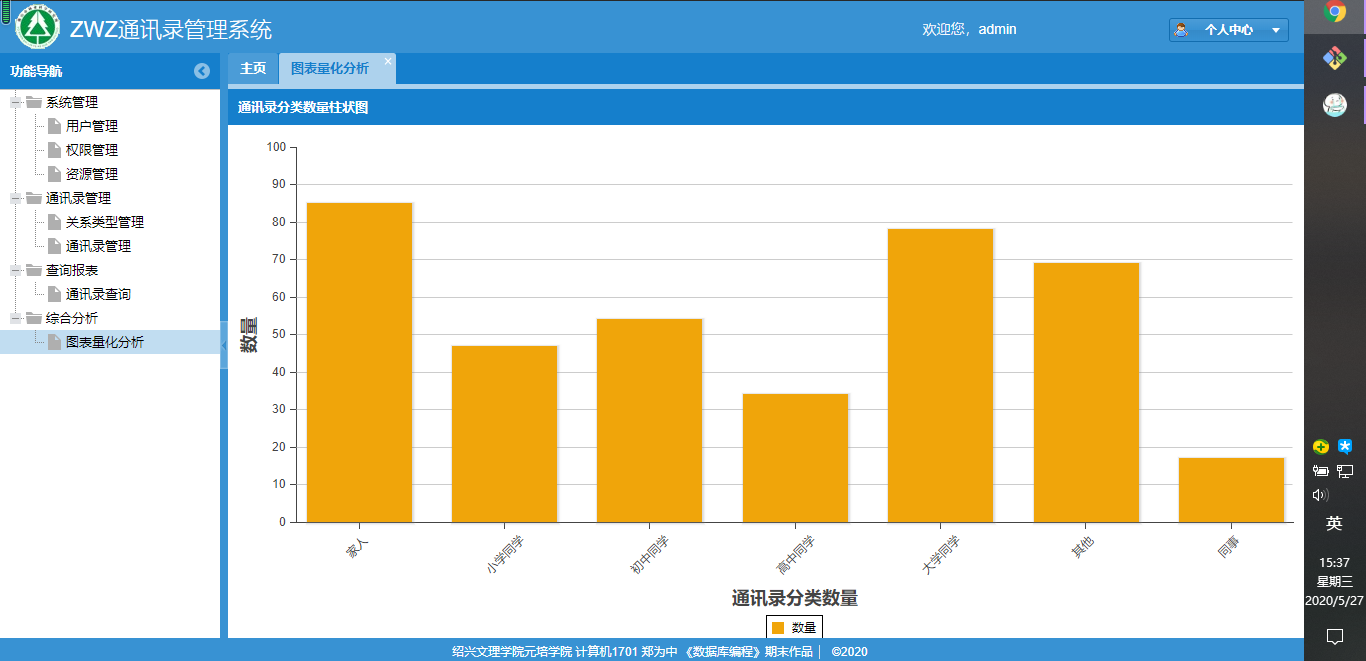 ZWZ通讯录管理系统
欢迎您，admin
个人中心
功能导航
主页
图表量化分析
系统管理
用户管理
权限管理
资源管理
通讯录管理
关系类型管理
通讯录管理
查询报表
通讯录查询
综合分析
图表量化分析
通讯录分类数量柱状图
100
90
80
70
60
50
40
30
20
10
0
数量
家人
小学同学
初中同学
高中同学
大学同学
其他
同事
通讯录分类数量
数量
绍兴文理学院元培学院 计算机1701 郑为中 《数据库编程》期末作品 | ©2020
英
15:37
星期三
2020/5/27